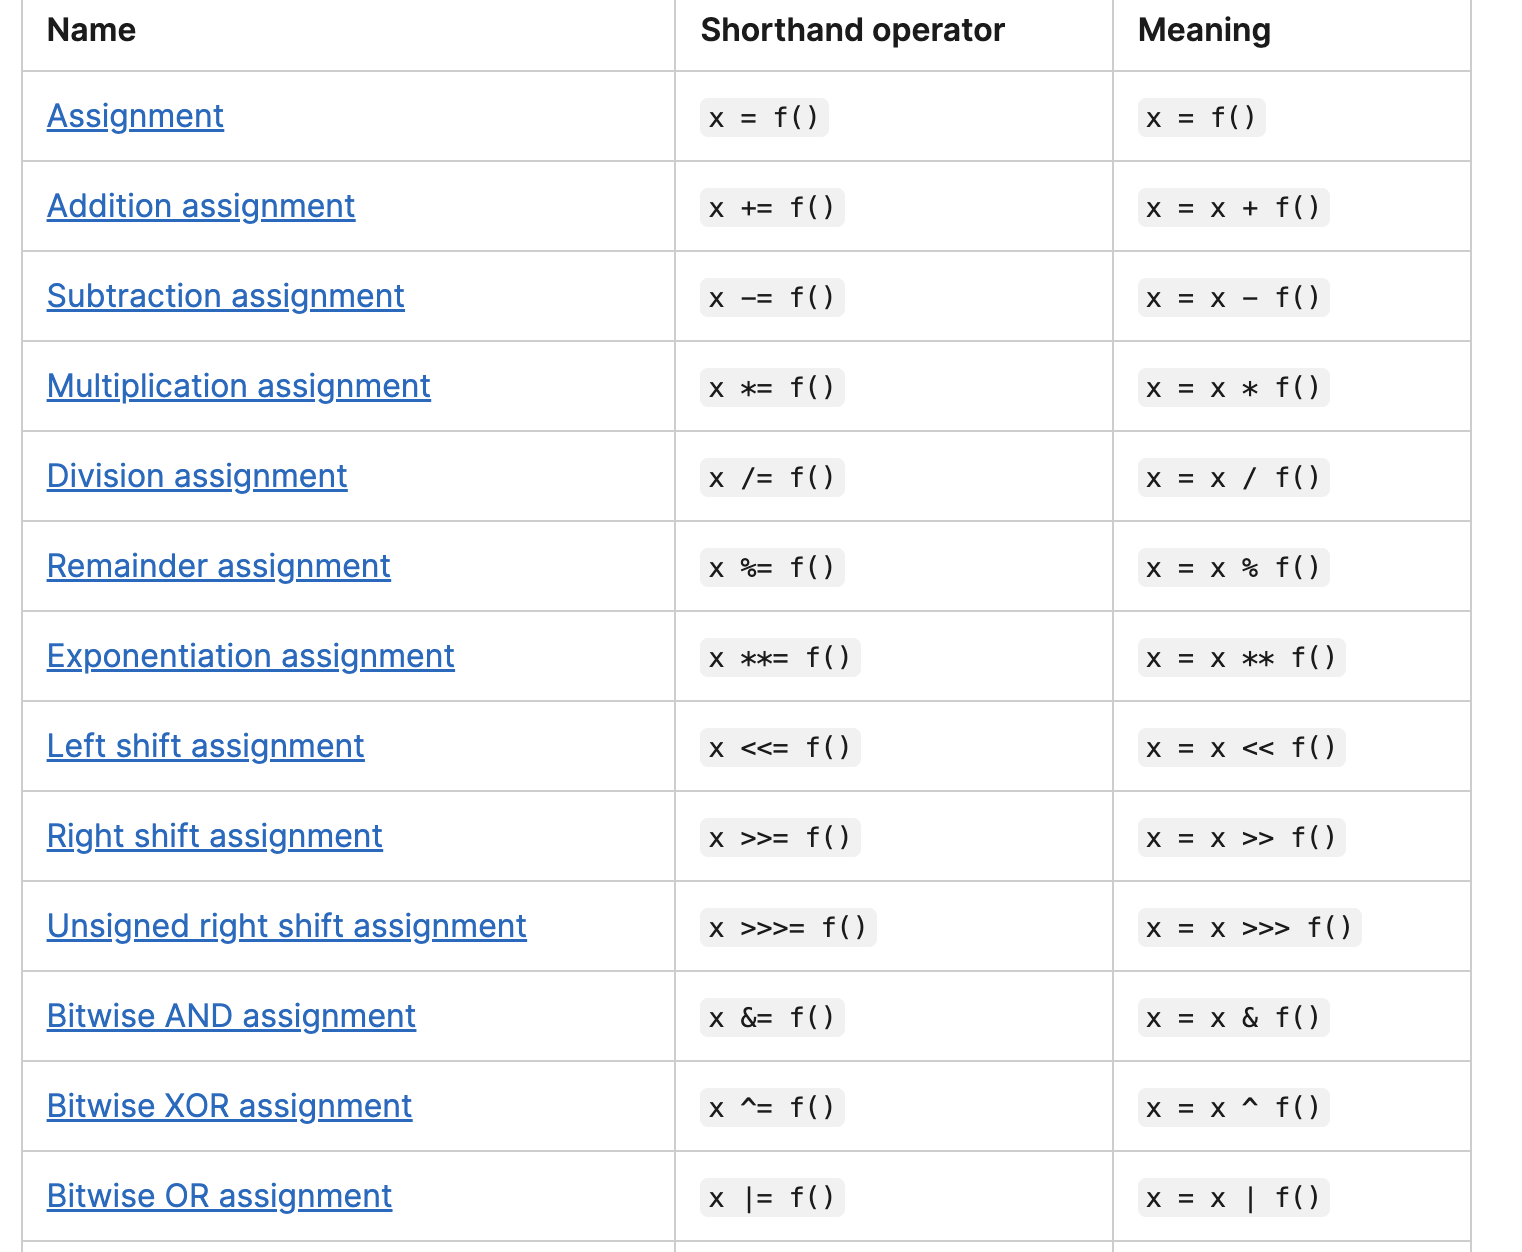 Name Shorthand operator Meaning
Assignment x = f() x = f()
Addition assignment x += f() x = x + f()
Subtraction assignment x -= f() x = x - f()
Multiplication assignment x *= f() x = x * f()
Division assignment x /= f() x = x / f()
Remainder assignment x %= f() x = x % f()
Exponentiation assignment x **= f() x = x ** f()
Left shift assignment x <<= f() x = x << f()
Right shift assignment x >>= f() x = x >> f()
Unsigned right shift assignment x >>>= f() x = x >>> f()
Bitwise AND assignment x &= f() x = x & f()
Bitwise XOR assignment x ^= f() x = x ^ f()
Bitwise OR assignment x |= f() x = x | f()